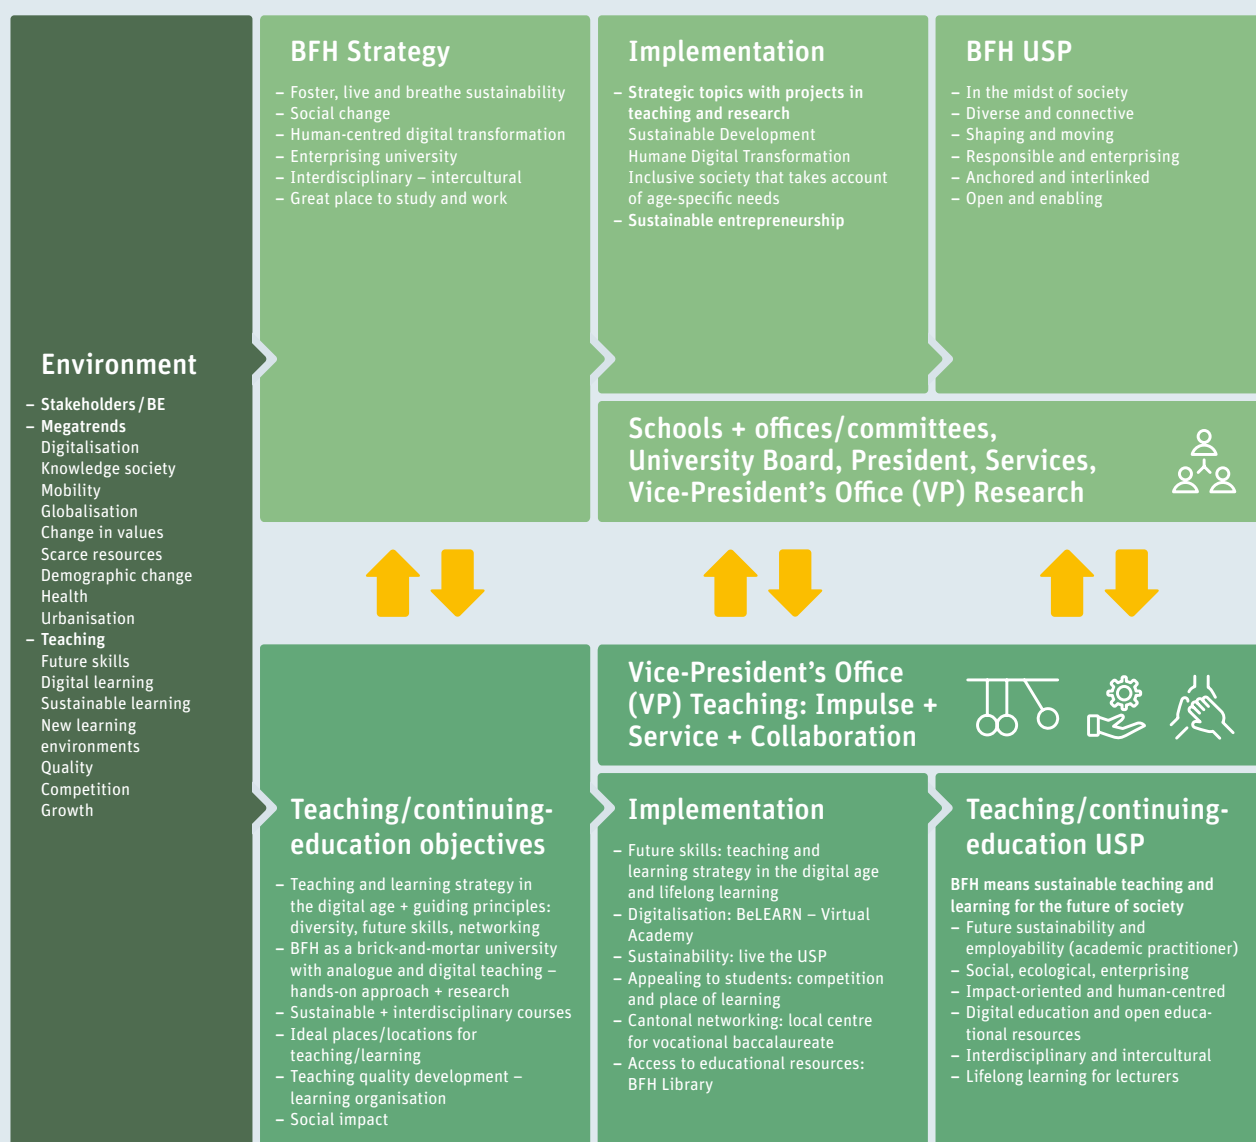 Environment
– Stakeholders / BE
– Megatrends
Digitalisation
Knowledge society
Mobility
Globalisation
Change in values
Scarce resources
Demographic change
Health
Urbanisation
– Teaching
Future skills
Digital learning
Sustainable learning
New learning
environments
Quality
Competition
Growth
BFH Strategy
– Foster, live and breathe sustainability
– Social change
– Human-centred digital transformation
– Enterprising university
– Interdisciplinary – intercultural
– Great place to study and work
Implementation
– Strategic topics with projects in
teaching and research
Sustainable Development
Humane Digital Transformation
Inclusive society that takes account
of age-specific needs
– Sustainable entrepreneurship
BFH USP
– In the midst of society
– Diverse and connective
– Shaping and moving
– Responsible and enterprising
– Anchored and interlinked
– Open and enabling
Schools + offices/committees,
University Board, President, Services,
Vice-President’s Office (VP) Research
Vice-President’s Office
(VP) Teaching: Impulse +
Service + Collaboration
Teaching/continuing-
education objectives
– Teaching and learning strategy in
the digital age + guiding principles:
diversity, future skills, networking
– BFH as a brick-and-mortar university
with analogue and digital teaching –
hands-on approach + research
– Sustainable + interdisciplinary courses
– Ideal places/locations for
teaching/learning
– Teaching quality development –
learning organisation
– Social impact
Implementation
– Future skills: teaching and
learning strategy in the digital age
and lifelong learning
– Digitalisation: BeLEARN – Virtual
Academy
– Sustainability: live the USP
– Appealing to students: competition
and place of learning
– Cantonal networking: local centre
for vocational baccalaureate
– Access to educational resources:
BFH Library
Teaching/continuing-
education USP
BFH means sustainable teaching and
learning for the future of society
– Future sustainability and
employability (academic practitioner)
– Social, ecological, enterprising
– Impact-oriented and human-centred
– Digital education and open educa-
tional resources
– Interdisciplinary and intercultural
– Lifelong learning for lecturers